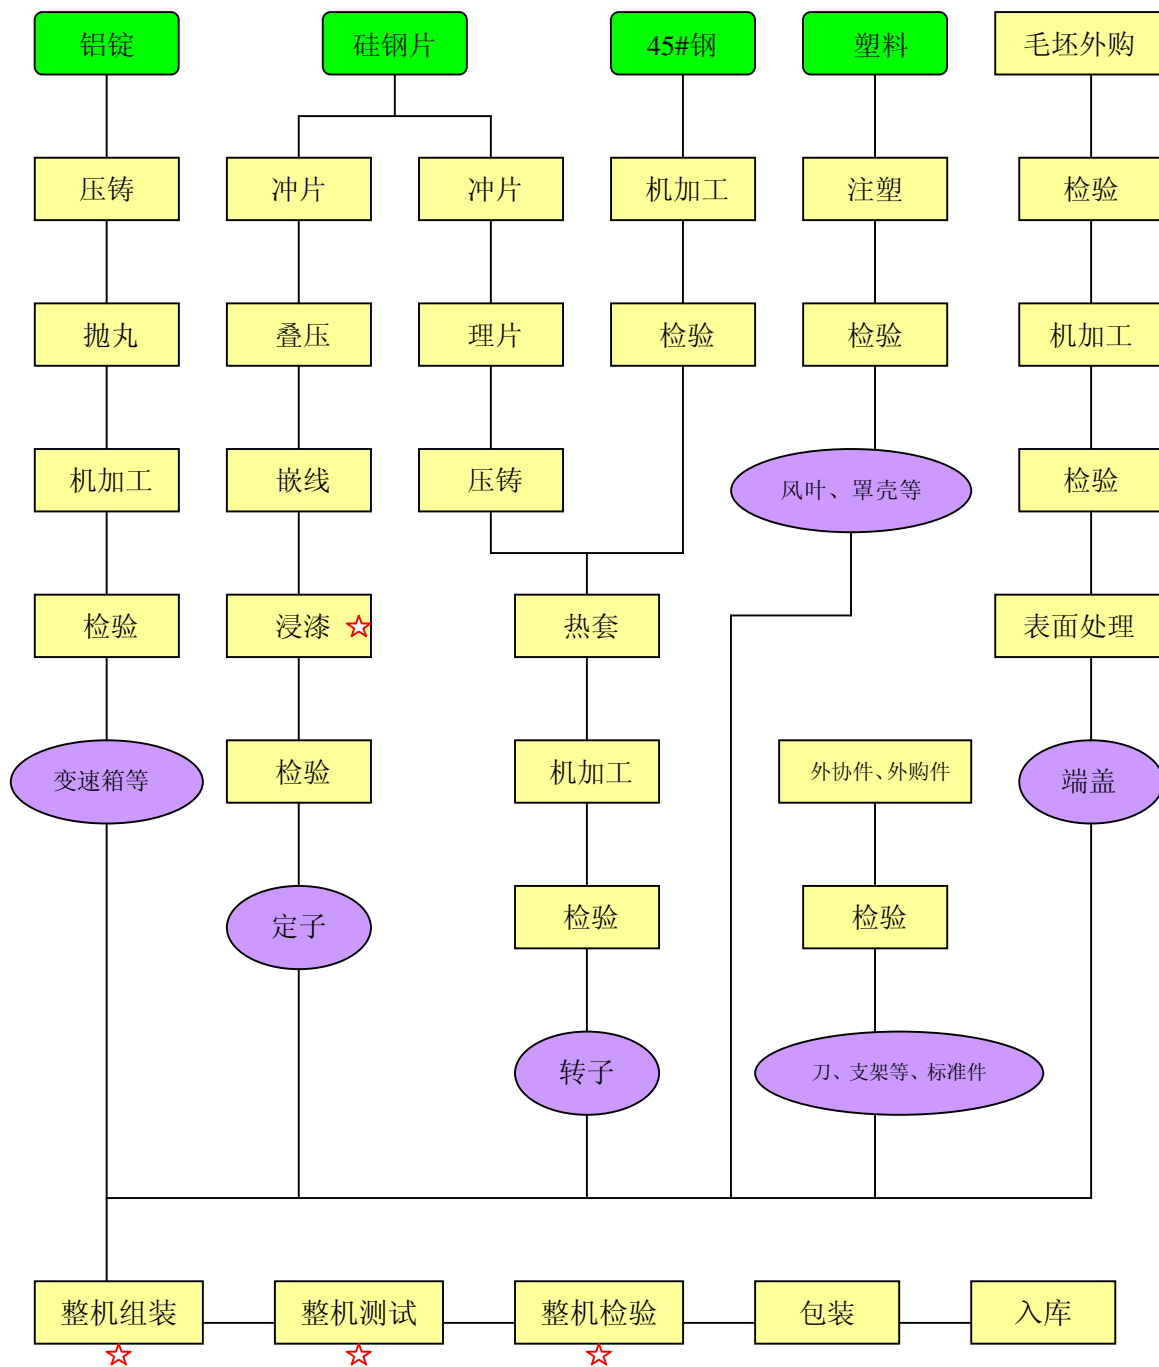 铝锭 硅钢片 45#钢 塑料 毛坯外购
压铸 冲片 冲片 机加工 注塑 检验
抛丸 叠压 理片 检验 检验 机加工
机加工 嵌线 压铸 风叶、罩壳等 检验
检验 浸漆 热套 表面处理
变速箱等 检验 机加工 外协件、外购件 端盖
定子 检验 检验
转子 刀、支架等、标准件
整机组装 整机测试 整机检验 包装 入库